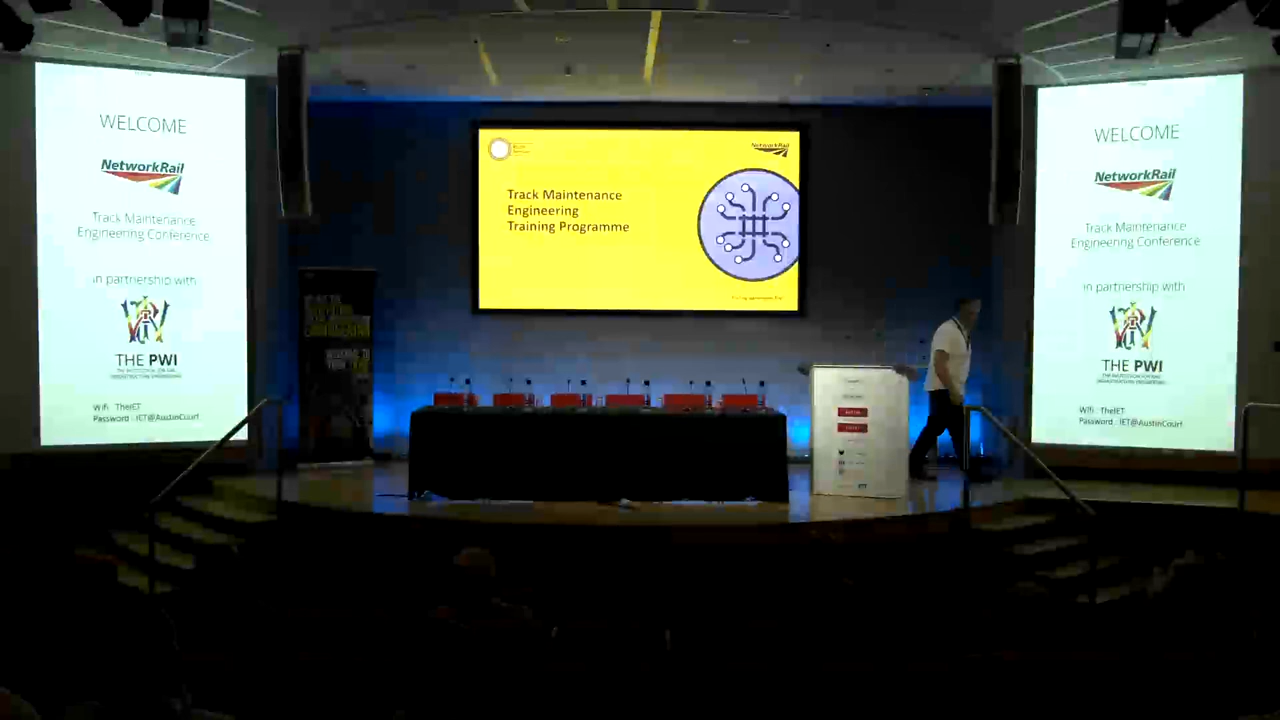 WELCOME
NetworkRail
Track Maintenance
Engineering Conference
in partnership with
THE PWI
Wifi : TheIET
Password : IET@AustinCourt
NetworkRail
Track Maintenance
Engineering
Training Programme
WELCOME
NetworkRail
Track Maintenance
Engineering Conference
in partnership with
THE PWI
Wifi : TheIET
Password : IET@AustinCourt